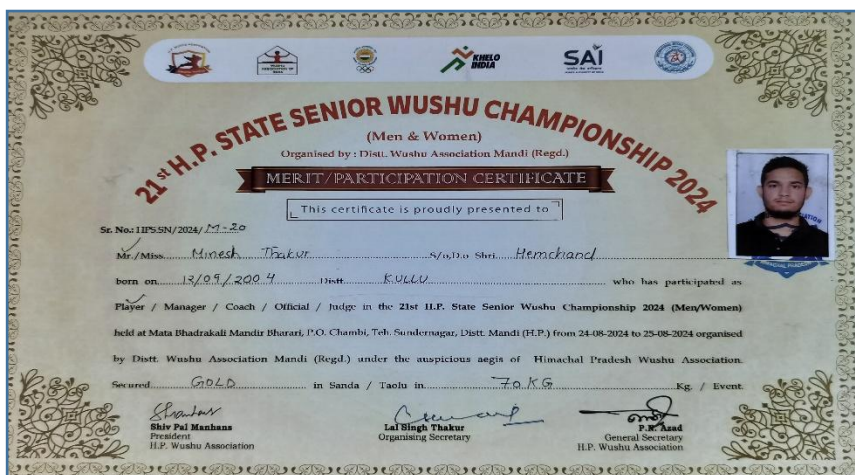 KHELO
INDIA
SAI
21st H.P. STATE SENIOR WUSHU CHAMPIONSHIP 2024
(Men & Women)
Organised by : Distt. Wushu Association Mandi (Regd.)
MERIT/PARTICIPATION CERTIFICATE
This certificate is proudly presented to
Sr. No.: HPS.SN/2024/ M-20
Mr./Miss. Minesh Thakur S/o,D.o Shri Hemchand
born on 12/09/2004 Distt KULLU who has participated as
Player / Manager / Coach / Official / Judge in the 21st H.P. State Senior Wushu Championship 2024 (Men/Women)
held at Mata Bhadrakali Mandir Bharari, P.O. Chambi, Teh. Sundernagar, Distt. Mandi (H.P.) from 24-08-2024 to 25-08-2024 organised
by Distt. Wushu Association Mandi (Regd.) under the auspicious aegis of Himachal Pradesh Wushu Association.
Secured GOLD in Sanda / Taolu in 70 KG Kg. / Event.
Shiv Pal Manhans
President
H.P. Wushu Association
Lal Singh Thakur
Organising Secretary
P.N. Azad
General Secretary
H.P. Wushu Association